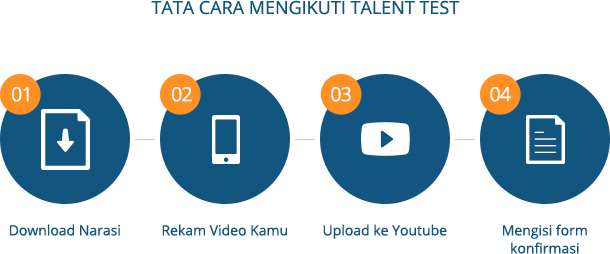 TATA CARA MENGIKUTI TALENT TEST
01
02
03
04
Download Narasi
Rekam Video Kamu
Upload ke Youtube
Mengisi form
konfirmasi